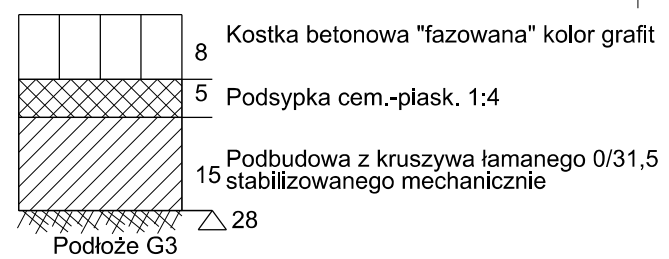 8 Kostka betonowa "fazowana" kolor grafit
5 Podsypka cem.-piask. 1:4
15 Podbudowa z kruszywa łamanego 0/31,5
stabilizowanego mechanicznie
28
Podłoże G3